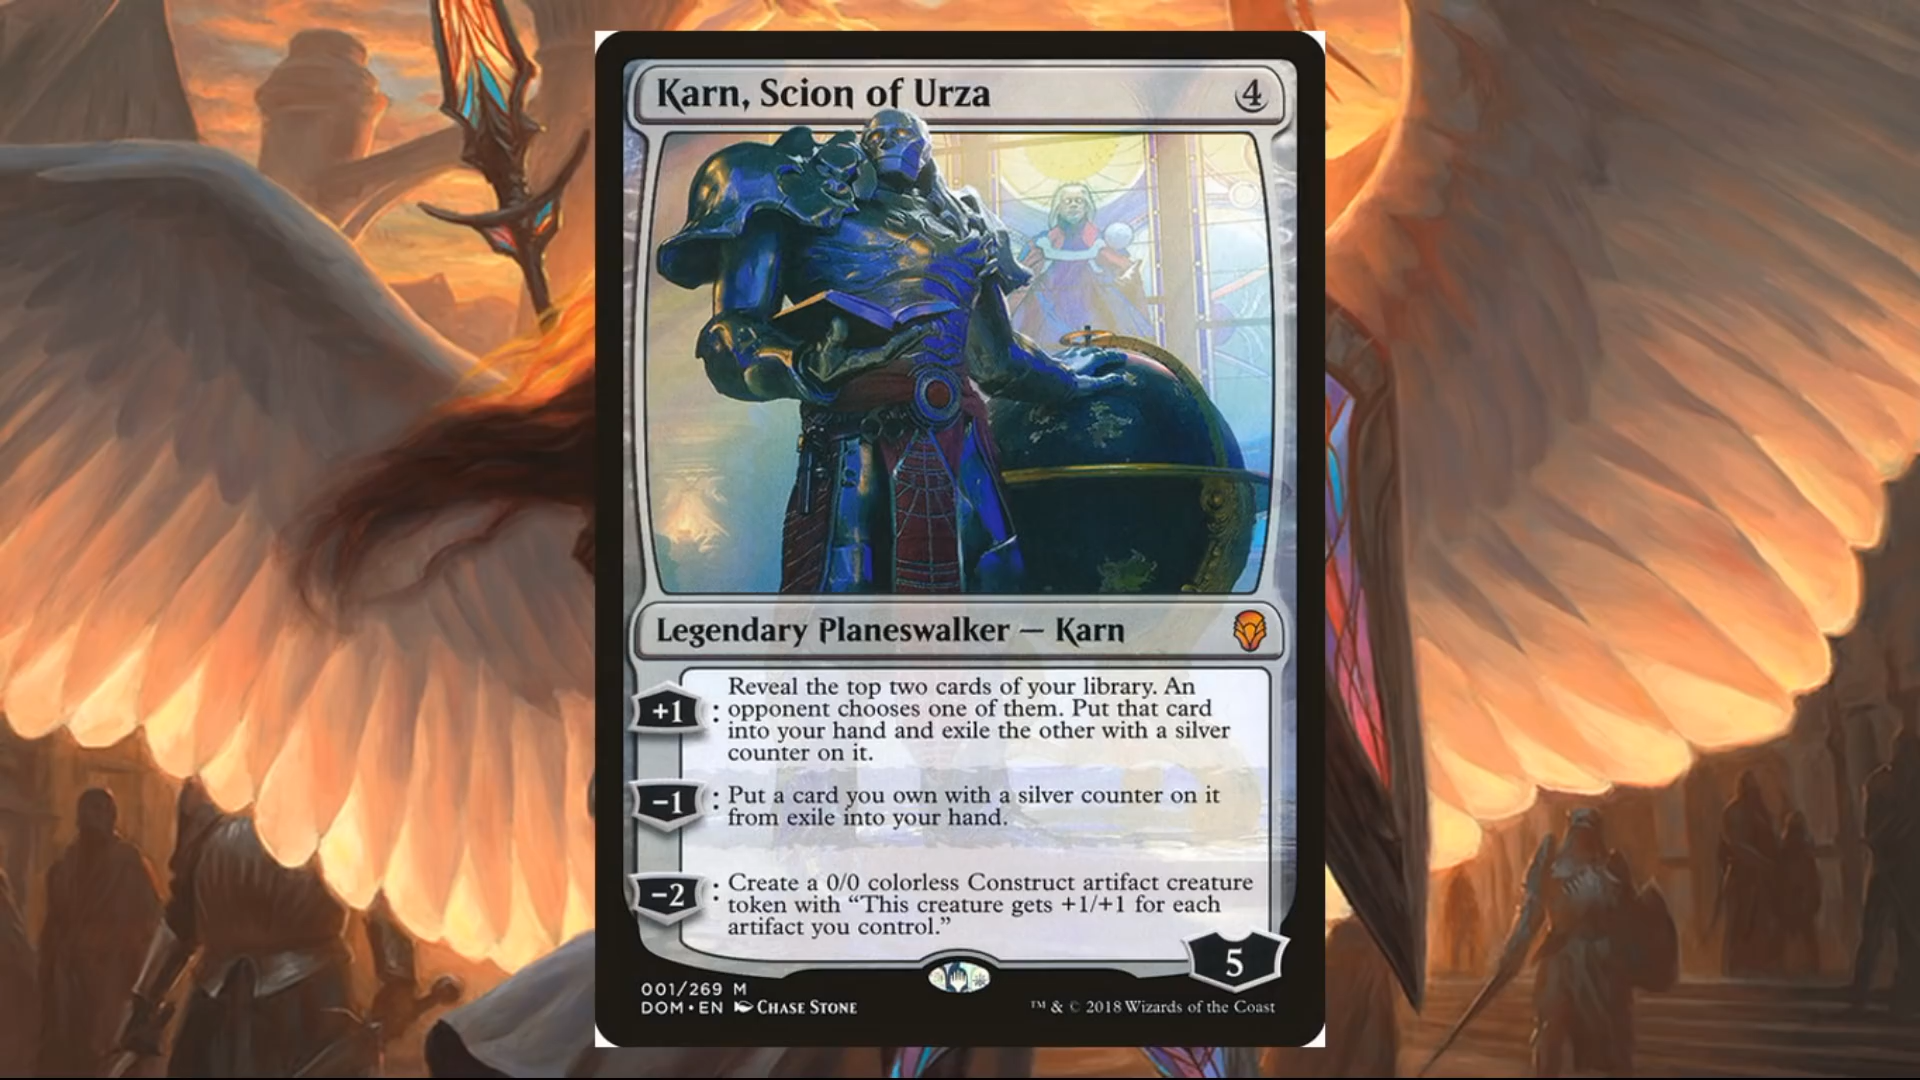 Karn, Scion of Urza 4
Legendary Planeswalker — Karn
Reveal the top two cards of your library. An
+1 : opponent chooses one of them. Put that card
into your hand and exile the other with a silver
counter on it.
−1 : Put a card you own with a silver counter on it
from exile into your hand.
−2 : Create a 0/0 colorless Construct artifact creature
token with “This creature gets +1/+1 for each
artifact you control.”
5
001/269 M
DOM • EN Chase Stone
™ & © 2018 Wizards of the Coast